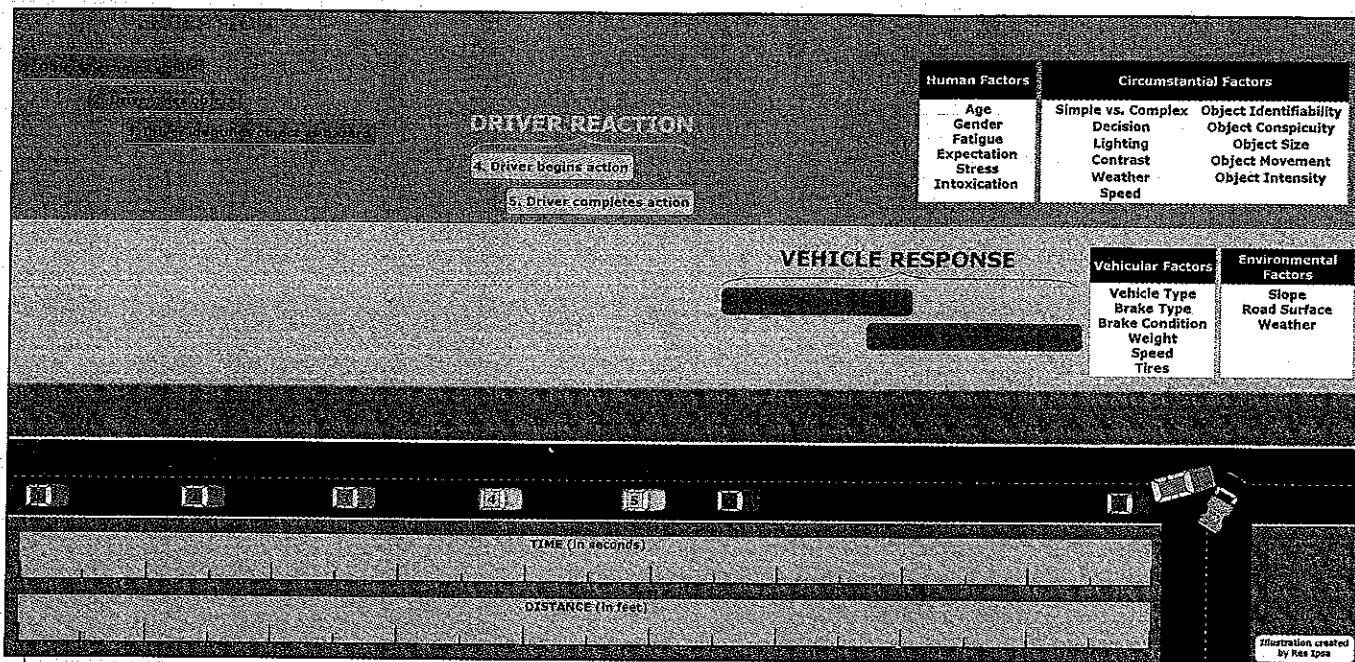 DRIVER REACTION
4. Driver begins action
5. Driver completes action
Human Factors
Age
Gender
Fatigue
Expectation
Stress
Intoxication
Circumstantial Factors
Simple vs. Complex
Decision
Lighting
Contrast
Weather
Speed
Object Identifiability
Object Conspicuity
Object Size
Object Movement
Object Intensity
VEHICLE RESPONSE
Vehicular Factors
Vehicle Type
Brake Type
Brake Condition
Weight
Speed
Tires
Environmental
Factors
Slope
Road Surface
Weather
4
5
TIME (in seconds)
DISTANCE (in feet)
Illustration created
by Res Ipsa